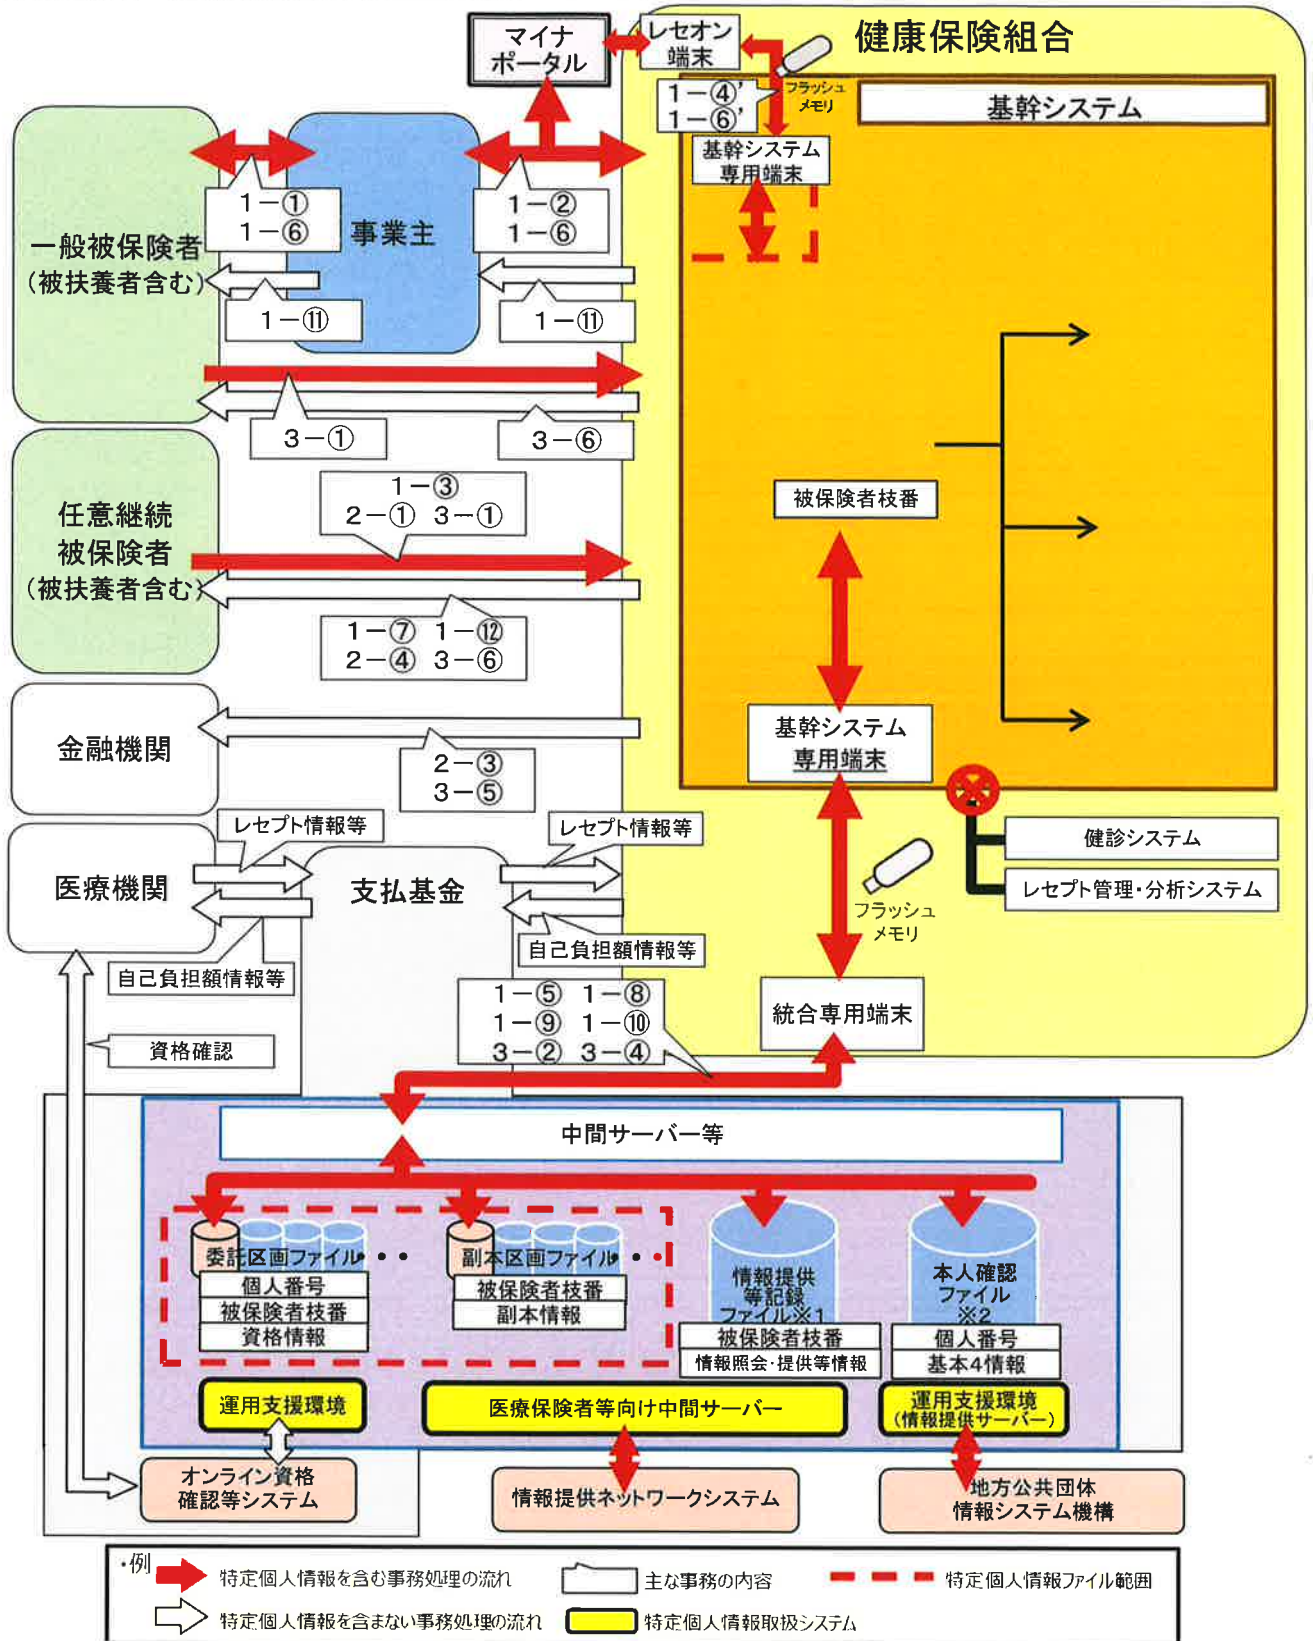 マイナ
ポータル
レセオン
端末
健康保険組合
1－④’
1－⑥’
フラッシュ
メモリ
基幹システム
基幹システム
専用端末
1－①
1－⑥
事業主
1－②
1－⑥
一般被保険者
(被扶養者含む)
1－⑪
1－⑪
3－①
3－⑥
任意継続
被保険者
(被扶養者含む)
1－③
2－① 3－①
被保険者枝番
1－⑦ 1－⑫
2－④ 3－⑥
金融機関
2－③
3－⑤
基幹システム
専用端末
レセプト情報等
レセプト情報等
健診システム
医療機関
支払基金
レセプト管理・分析システム
フラッシュ
メモリ
自己負担額情報等
自己負担額情報等
1－⑤ 1－⑧
1－⑨ 1－⑩
3－② 3－④
統合専用端末
資格確認
中間サーバー等
委託区画ファイル・・・
個人番号
被保険者枝番
資格情報
副本区画ファイル・・・
被保険者枝番
副本情報
情報提供
等記録
ファイル※1
被保険者枝番
情報照会・提供等情報
本人確認
ファイル
※2
個人番号
基本4情報
運用支援環境
医療保険者等向け中間サーバー
運用支援環境
(情報提供サーバー)
オンライン資格
確認等システム
情報提供ネットワークシステム
地方公共団体
情報システム機構
・例
特定個人情報を含む事務処理の流れ
主な事務の内容
特定個人情報ファイル範囲
特定個人情報を含まない事務処理の流れ
特定個人情報取扱システム